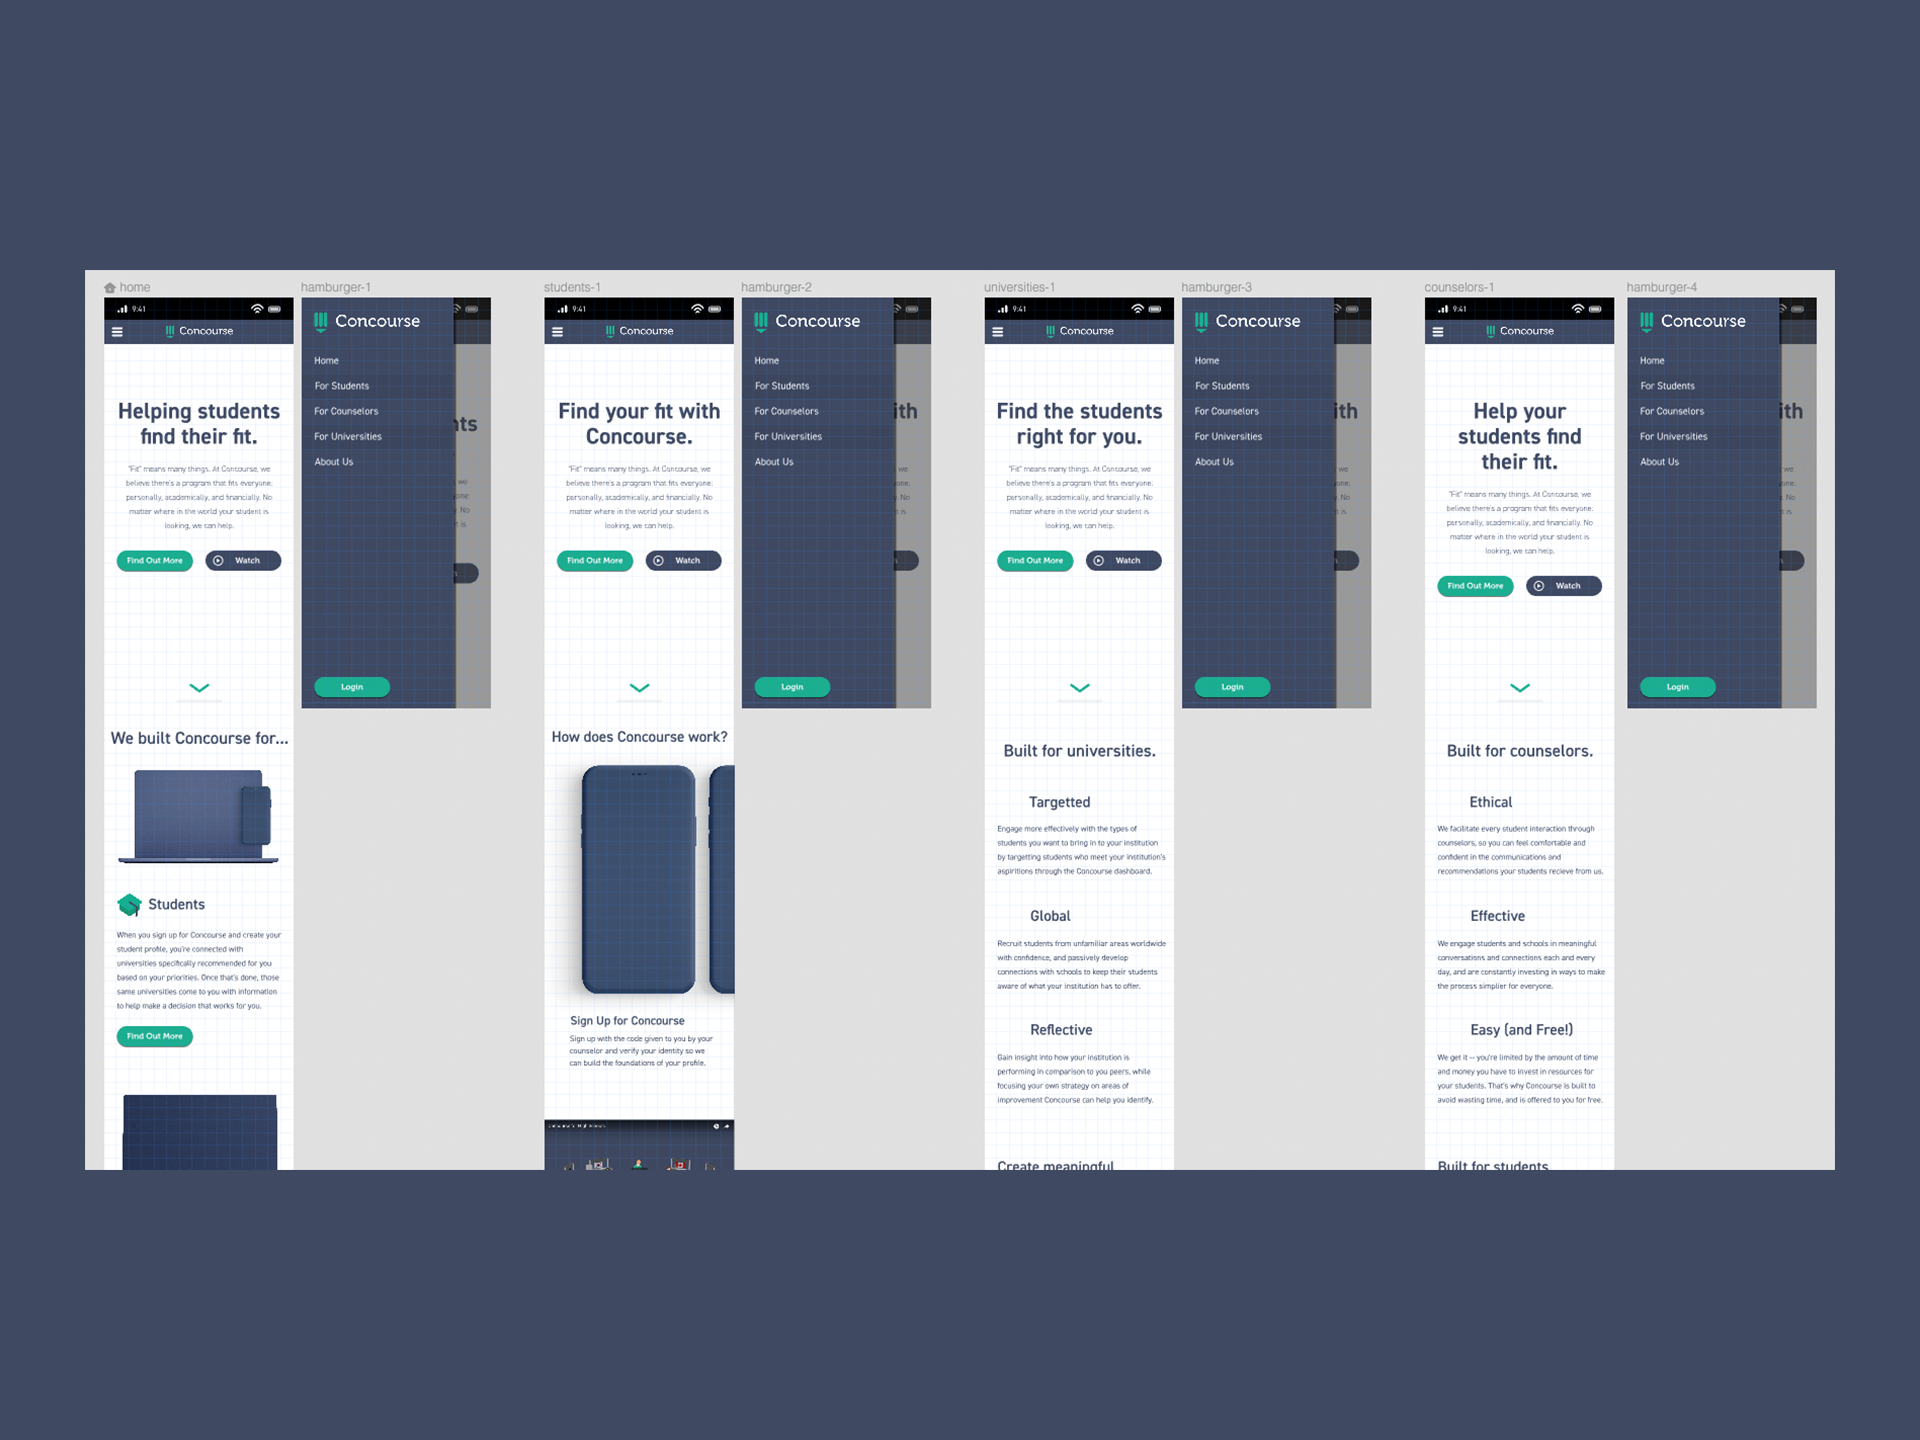 home
9:41
Concourse
Helping students
find their fit.
"Fit" means many things. At Concourse, we
believe there's a program that fits everyone:
personally, academically, and financially. No
matter where in the world your student is
looking, we can help.
Find Out More
Watch
We built Concourse for...
Students
When you sign up for Concourse and create your
student profile, you're connected with
universities specifically recommended for you
based on your priorities. Once that's done, those
same universities come to you with information
to help make a decision that works for you.
Find Out More
hamburger-1
Concourse
Home
For Students
For Counselors
For Universities
About Us
Login
nts
we
one:
No
t is
students-1
9:41
Concourse
Find your fit with
Concourse.
"Fit" means many things. At Concourse, we
believe there's a program that fits everyone:
personally, academically, and financially. No
matter where in the world your student is
looking, we can help.
Find Out More
Watch
How does Concourse work?
Sign Up for Concourse
Sign up with the code given to you by your
counselor and verify your identity so we
can build the foundations of your profile.
hamburger-2
Concourse
Home
For Students
For Counselors
For Universities
About Us
Login
ith
we
one:
No
is
universities-1
9:41
Concourse
Find the students
right for you.
"Fit" means many things. At Concourse, we
believe there's a program that fits everyone:
personally, academically, and financially. No
matter where in the world your student is
looking, we can help.
Find Out More
Watch
Built for universities.
Targetted
Engage more effectively with the types of
students you want to bring in to your institution
by targetting students who meet your institution's
aspiritions through the Concourse dashboard.
Global
Recruit students from unfamiliar areas worldwide
with confidence, and passively develop
connections with schools to keep their students
aware of what your institution has to offer.
Reflective
Gain insight into how your institution is
performing in comparison to you peers, while
focusing your own strategy on areas of
improvement Concourse can help you identify.
Create meaningful
hamburger-3
Concourse
Home
For Students
For Counselors
For Universities
About Us
Login
ith
we
one:
No
is
counselors-1
9:41
Concourse
Help your
students find
their fit.
"Fit" means many things. At Concourse, we
believe there's a program that fits everyone:
personally, academically, and financially. No
matter where in the world your student is
looking, we can help.
Find Out More
Watch
Built for counselors.
Ethical
We facilitate every student interaction through
counselors, so you can feel comfortable and
confident in the communications and
recommendations your students recieve from us.
Effective
We engage students and schools in meaningful
conversations and connections each and every
day, and are constantly investing in ways to make
the process simplier for everyone.
Easy (and Free!)
We get it -- you're limited by the amount of time
and money you have to invest in resources for
your students. That's why Concourse is built to
avoid wasting time, and is offered to you for free.
Built for students
hamburger-4
Concourse
Home
For Students
For Counselors
For Universities
About Us
Login
ith
we
one:
No
is